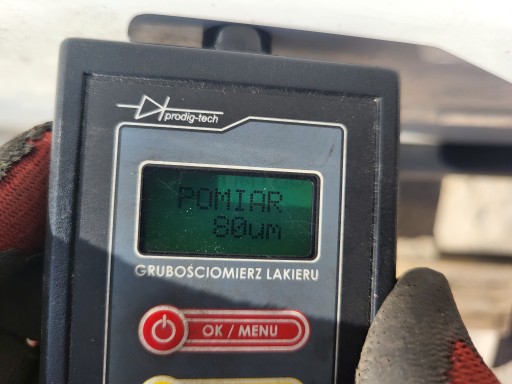 prodig-tech
POMIAR
80um
GRUBOŚCIOMIERZ LAKIERU
OK / MENU